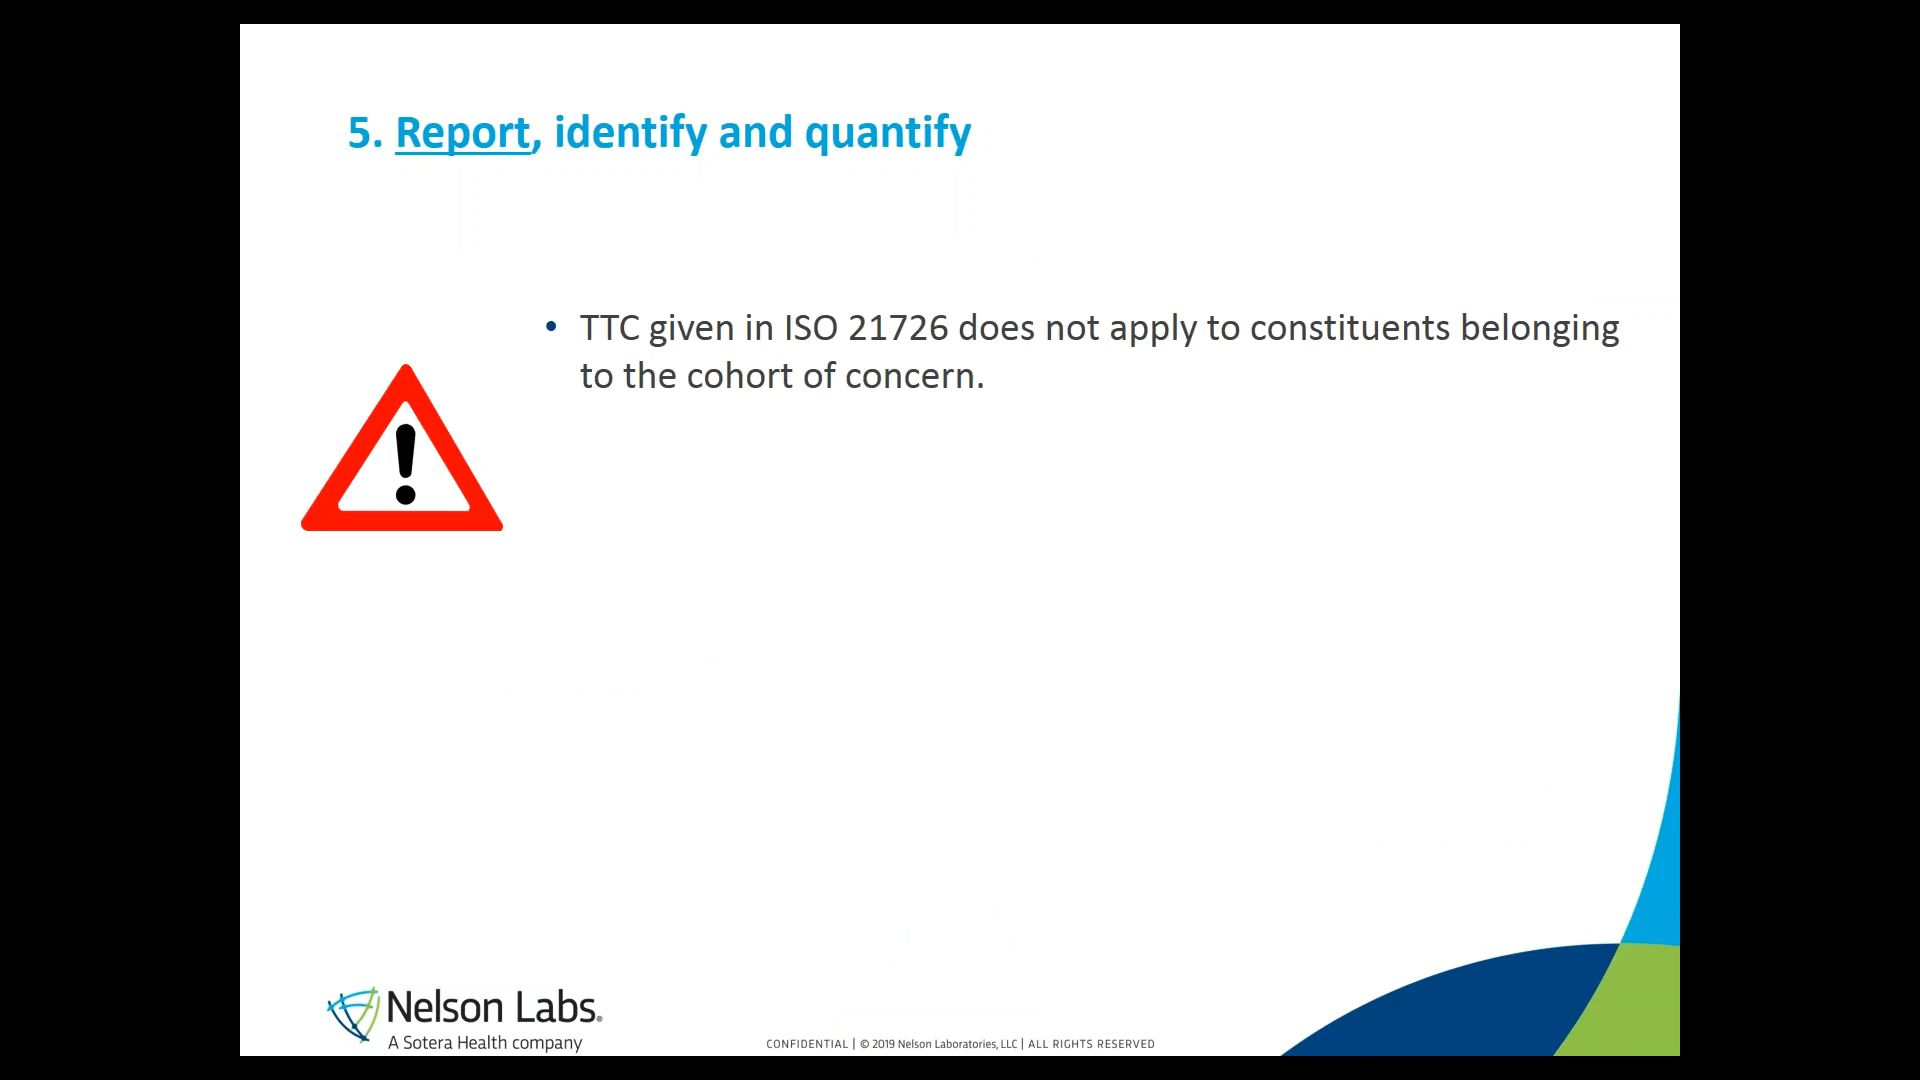 5. Report, identify and quantify
• TTC given in ISO 21726 does not apply to constituents belonging
to the cohort of concern.
Nelson Labs®
A Sotera Health company
CONFIDENTIAL | © 2019 Nelson Laboratories, LLC | ALL RIGHTS RESERVED